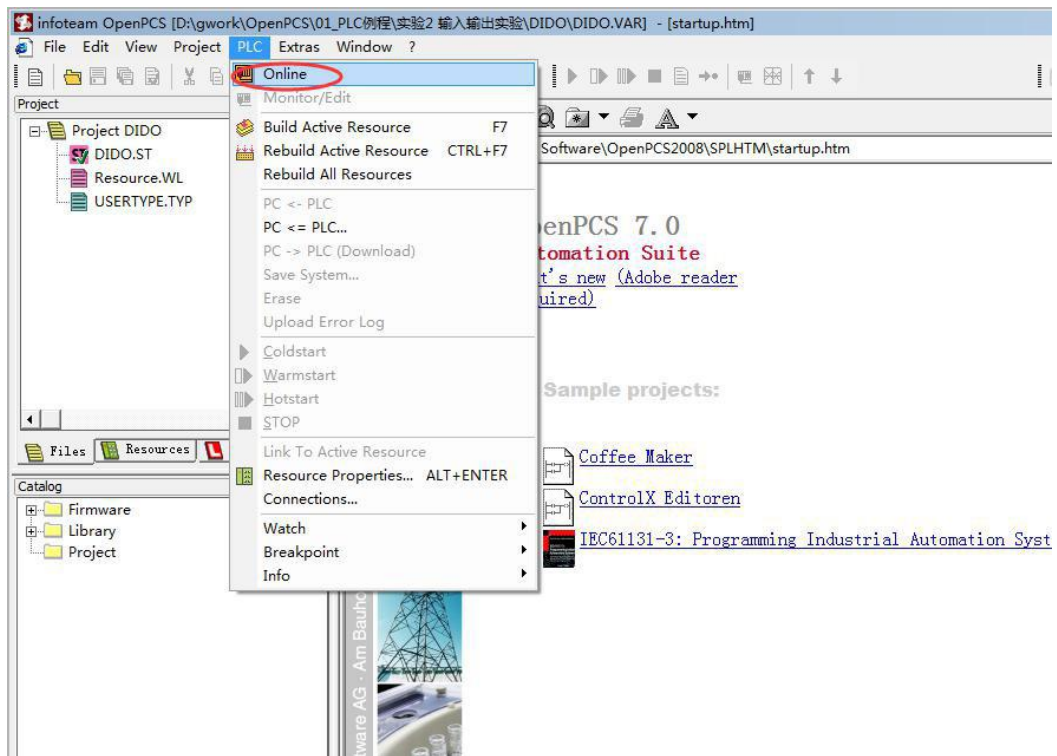 infoteam OpenPCS [D:\gwork\OpenPCS\01_PLC例程\实验2 输入输出实验\DIDO\DIDO.VAR] - [startup.htm]
File Edit View Project PLC Extras Window ?
Project
Project DIDO
DIDO.ST
Resource.WL
USERTYPE.TYP
Files Resources
Catalog
Firmware
Library
Project
Online
Monitor/Edit
Build Active Resource F7
Rebuild Active Resource CTRL+F7
Rebuild All Resources
PC <- PLC
PC <= PLC...
PC -> PLC (Download)
Save System...
Erase
Upload Error Log
Coldstart
Warmstart
Hotstart
STOP
Link To Active Resource
Resource Properties... ALT+ENTER
Connections...
Watch
Breakpoint
Info
Software\OpenPCS2008\SPLHTM\startup.htm
enPCS 7.0
tomation Suite
t's new (Adobe reader
uired)
Sample projects:
Coffee Maker
ControlX Editoren
IEC61131-3: Programming Industrial Automation Syst
tware AG · Am Bauho